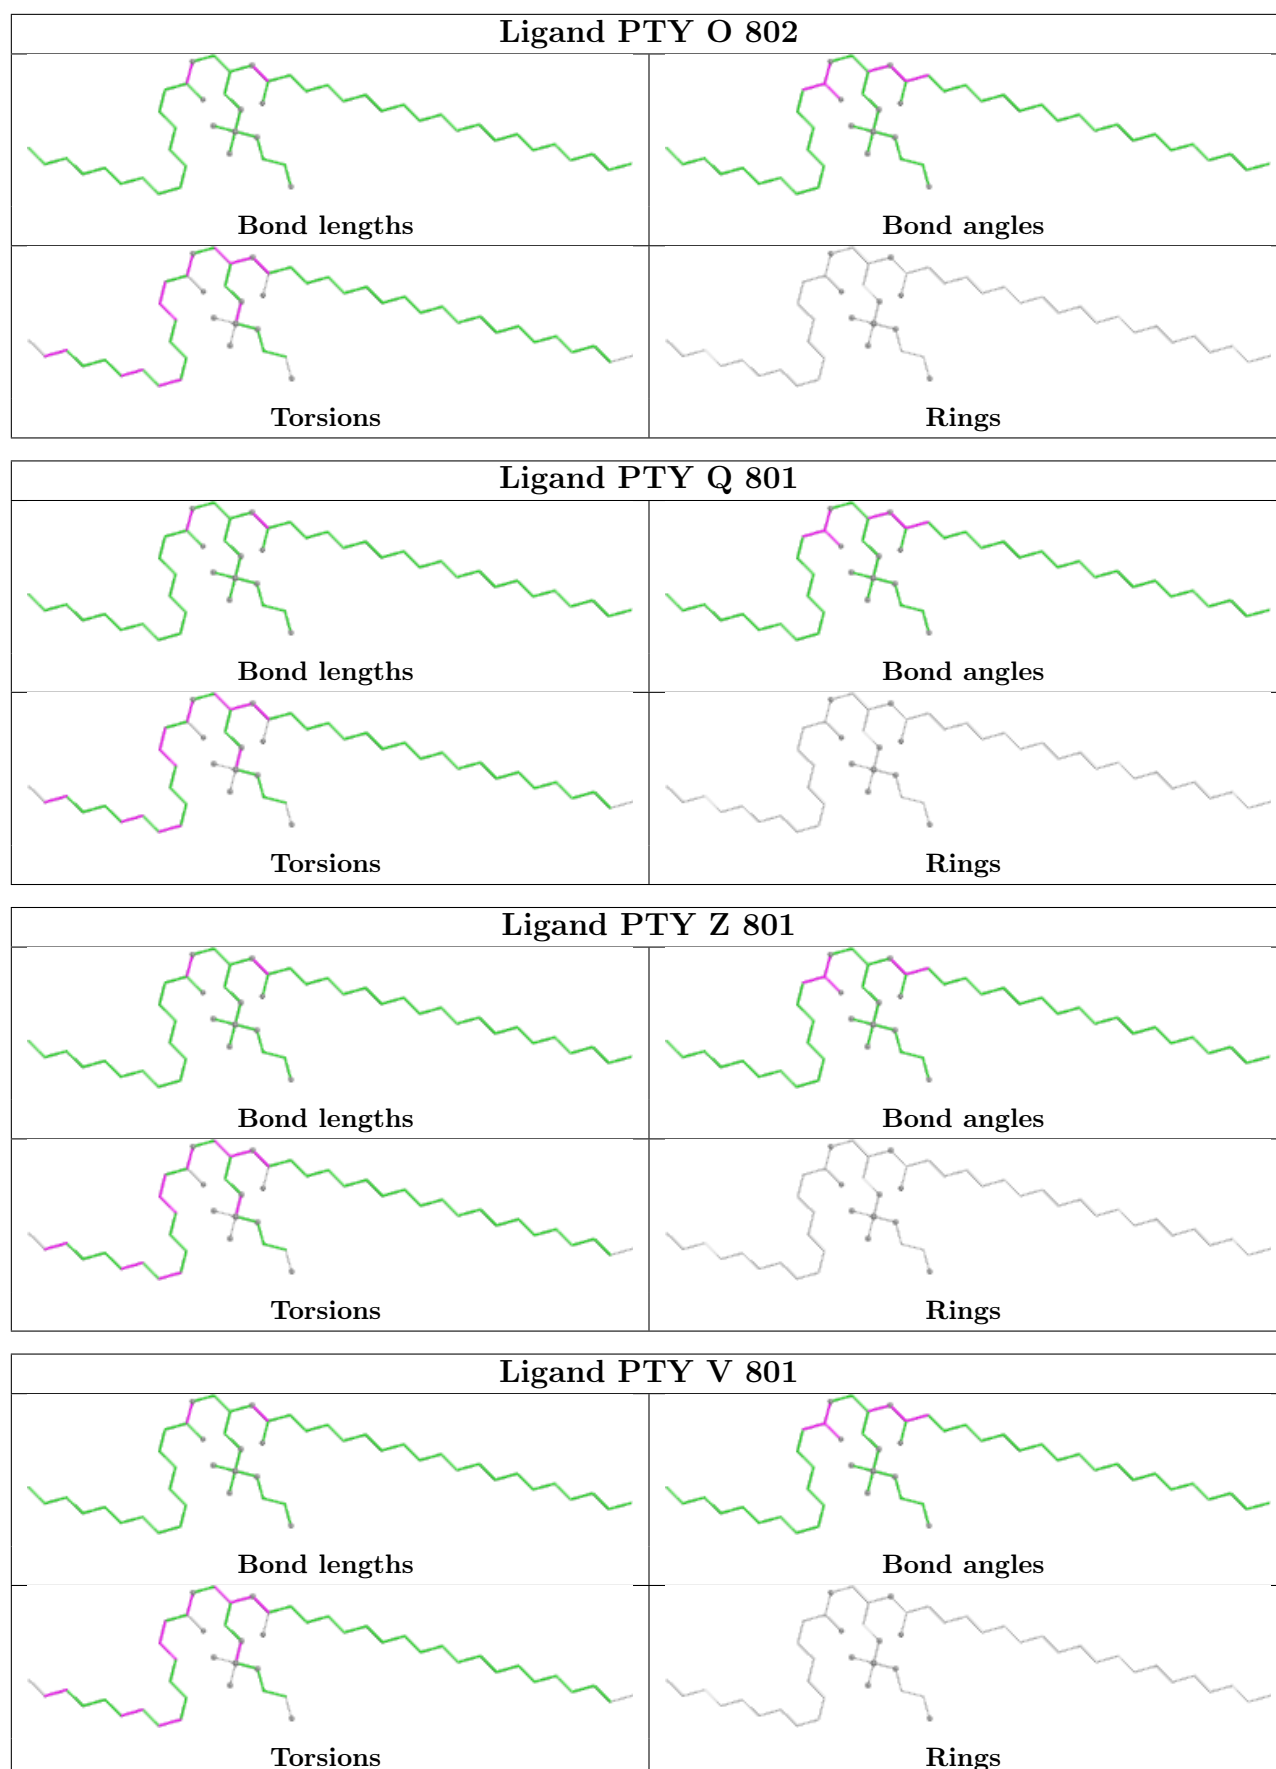 Ligand PTY O 802
Bond lengths
Bond angles
Torsions
Rings
Ligand PTY Q 801
Bond lengths
Bond angles
Torsions
Rings
Ligand PTY Z 801
Bond lengths
Bond angles
Torsions
Rings
Ligand PTY V 801
Bond lengths
Bond angles
Torsions
Rings